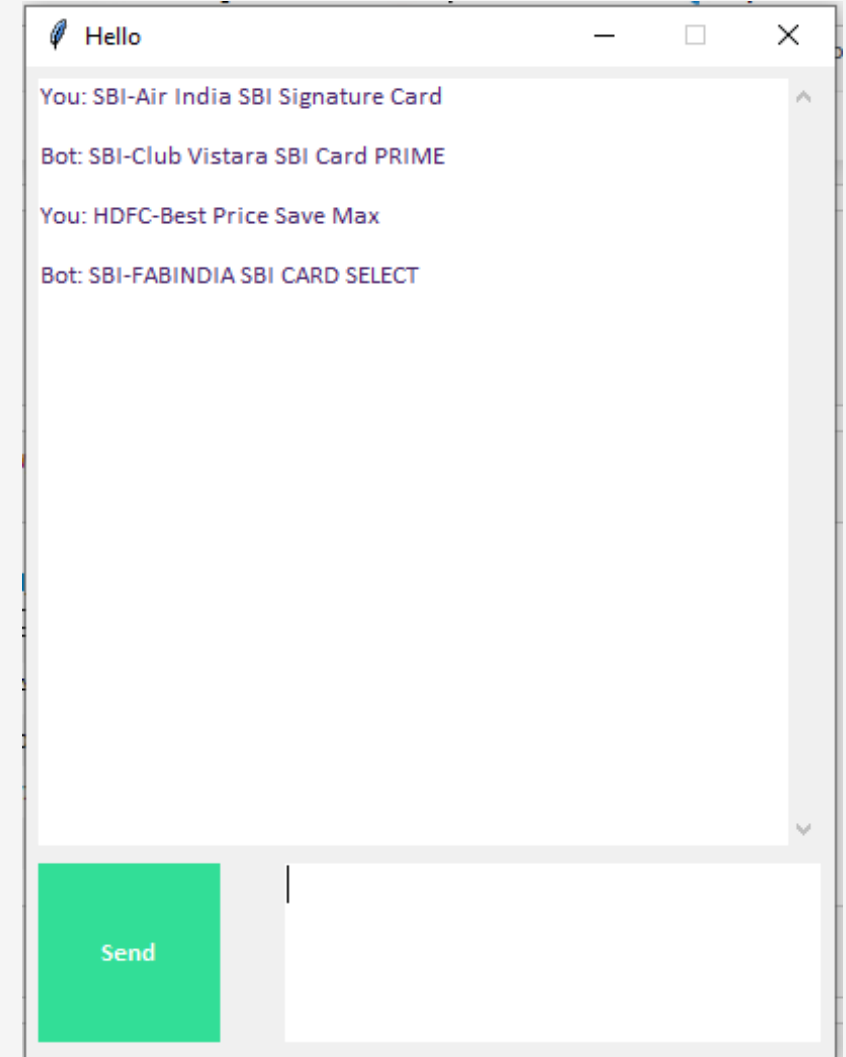 Hello
You: SBI-Air India SBI Signature Card
Bot: SBI-Club Vistara SBI Card PRIME
You: HDFC-Best Price Save Max
Bot: SBI-FABINDIA SBI CARD SELECT
Send